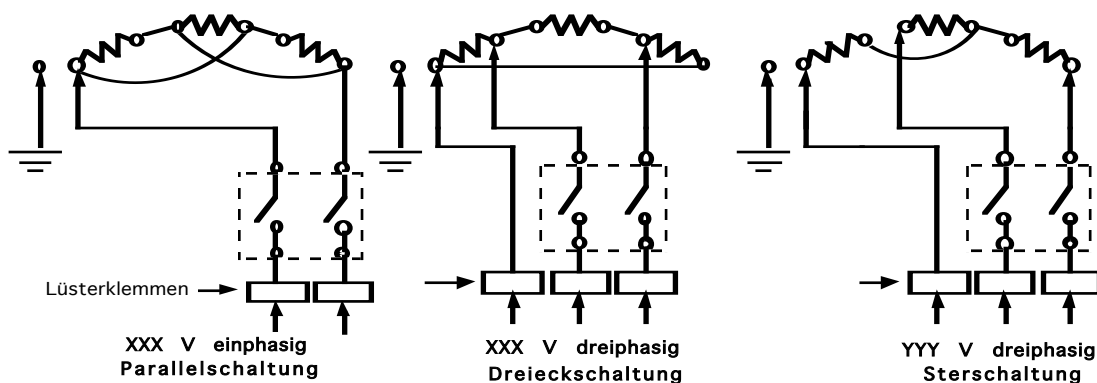 Lüsterklemmen
XXX V einphasig
Parallelschaltung
XXX V dreiphasig
Dreieckschaltung
YYY V dreiphasig
Sterschaltung